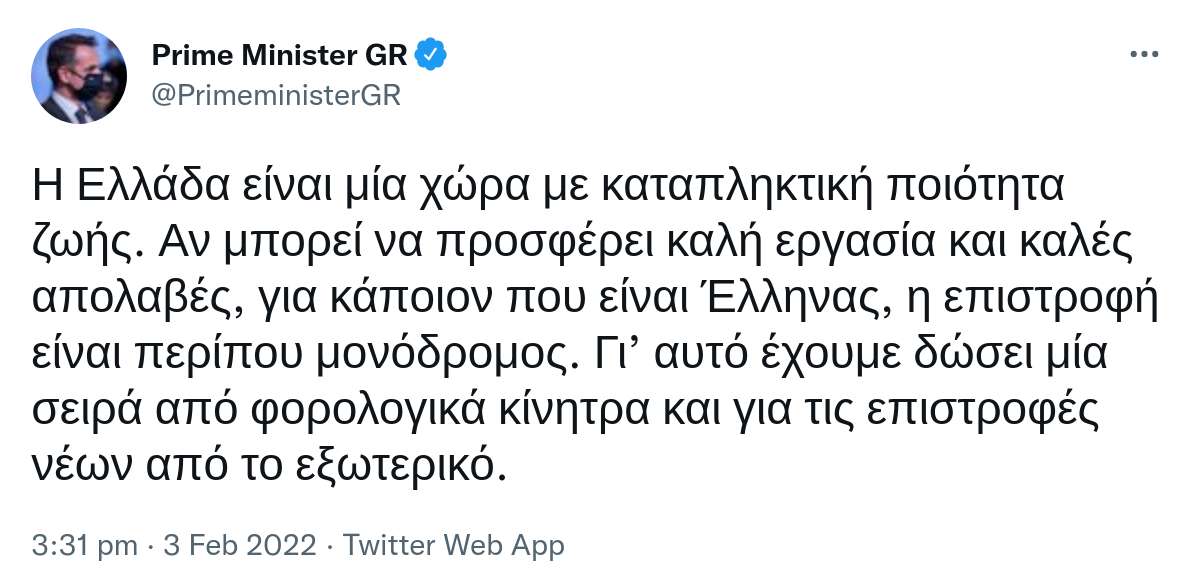 Prime Minister GR
@PrimeministerGR
Η Ελλάδα είναι μία χώρα με καταπληκτική ποιότητα
ζωής. Αν μπορεί να προσφέρει καλή εργασία και καλές
απολαβές, για κάποιον που είναι Έλληνας, η επιστροφή
είναι περίπου μονόδρομος. Γι’ αυτό έχουμε δώσει μία
σειρά από φορολογικά κίνητρα και για τις επιστροφές
νέων από το εξωτερικό.
3:31 pm · 3 Feb 2022 · Twitter Web App